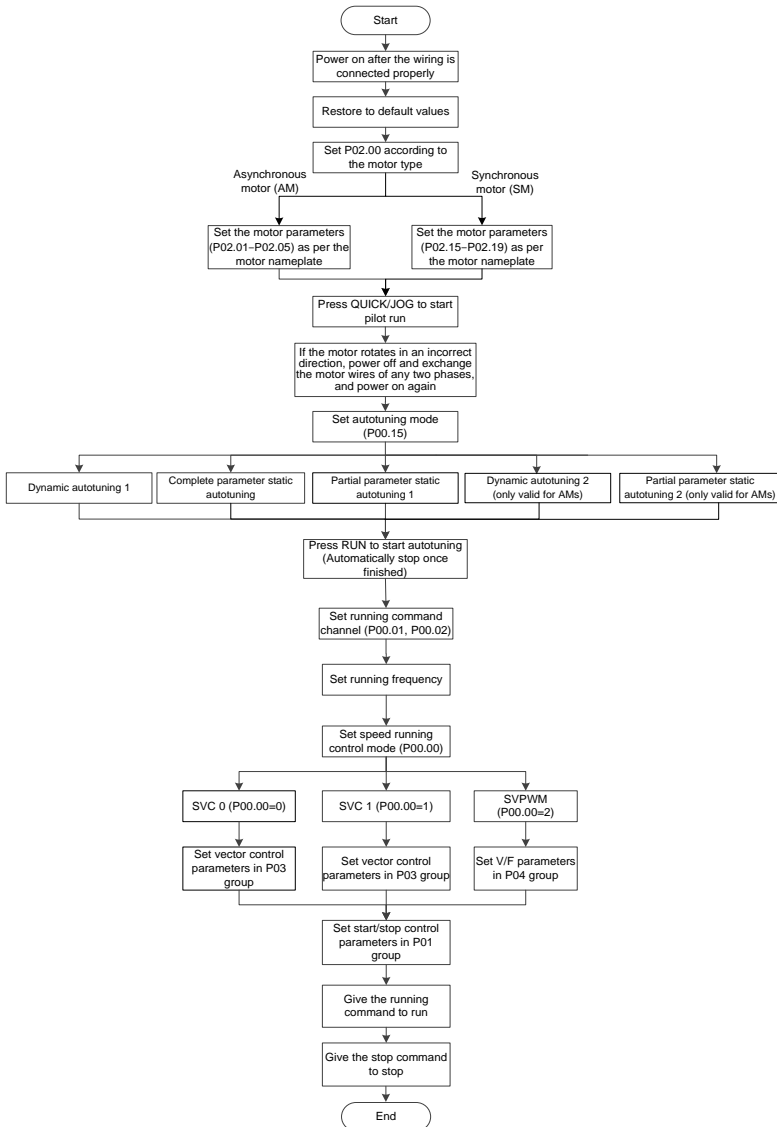 Start
Power on after the wiring is
connected properly
Restore to default values
Set P02.00 according to
the motor type
Asynchronous
motor (AM)
Synchronous
motor (SM)
Set the motor parameters
(P02.01–P02.05) as per the
motor nameplate
Set the motor parameters
(P02.15–P02.19) as per
the motor nameplate
Press QUICK/JOG to start
pilot run
If the motor rotates in an incorrect
direction, power off and exchange
the motor wires of any two phases,
and power on again
Set autotuning mode
(P00.15)
Dynamic autotuning 1
Complete parameter static
autotuning
Partial parameter static
autotuning 1
Dynamic autotuning 2
(only valid for AMs)
Partial parameter static
autotuning 2 (only valid for AMs)
Press RUN to start autotuning
(Automatically stop once
finished)
Set running command
channel (P00.01, P00.02)
Set running frequency
Set speed running
control mode (P00.00)
SVC 0 (P00.00=0)
SVC 1 (P00.00=1)
SVPWM
(P00.00=2)
Set vector control
parameters in P03
group
Set vector control
parameters in P03 group
Set V/F parameters
in P04 group
Set start/stop control
parameters in P01
group
Give the running
command to run
Give the stop command
to stop
End